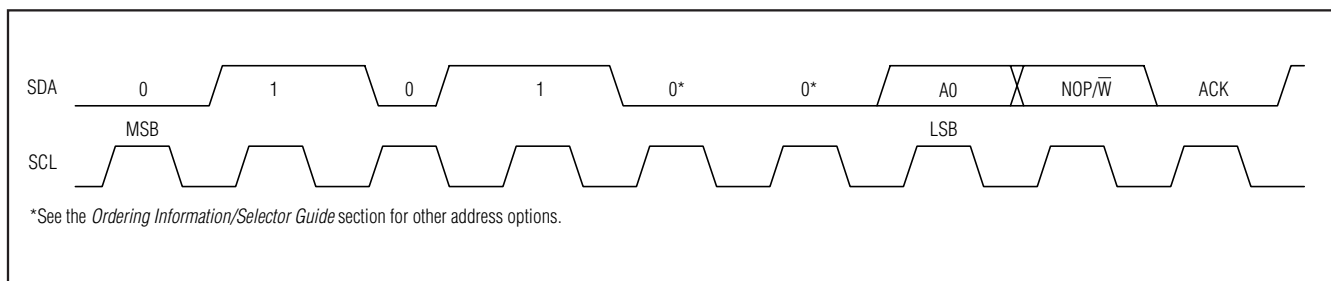 SDA 0 1 0 1 0* 0* A0 NOP/W̅ ACK
MSB LSB
SCL
*See the Ordering Information/Selector Guide section for other address options.